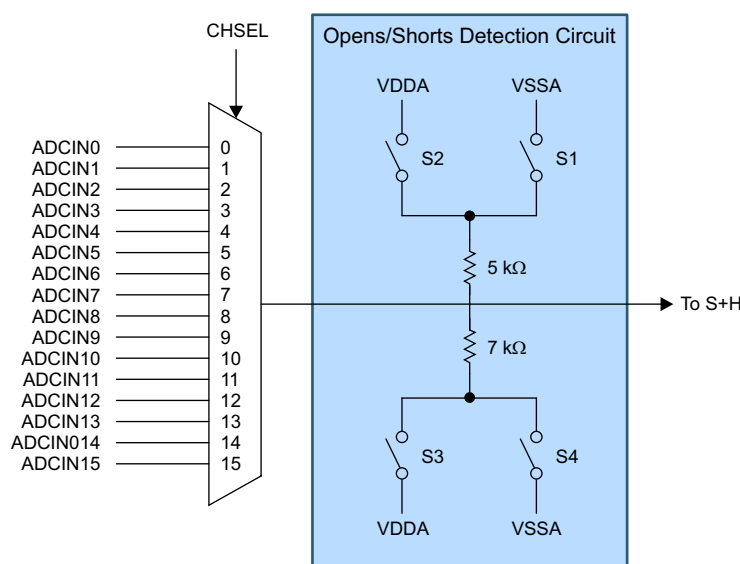 CHSEL
Opens/Shorts Detection Circuit
VDDA
VSSA
S2
S1
ADCIN0
0
ADCIN1
1
ADCIN2
2
ADCIN3
3
ADCIN4
4
ADCIN5
5
ADCIN6
6
ADCIN7
7
ADCIN8
8
ADCIN9
9
ADCIN10
10
ADCIN11
11
ADCIN12
12
ADCIN13
13
ADCIN014
14
ADCIN15
15
5 kΩ
To S+H
7 kΩ
S3
S4
VDDA
VSSA